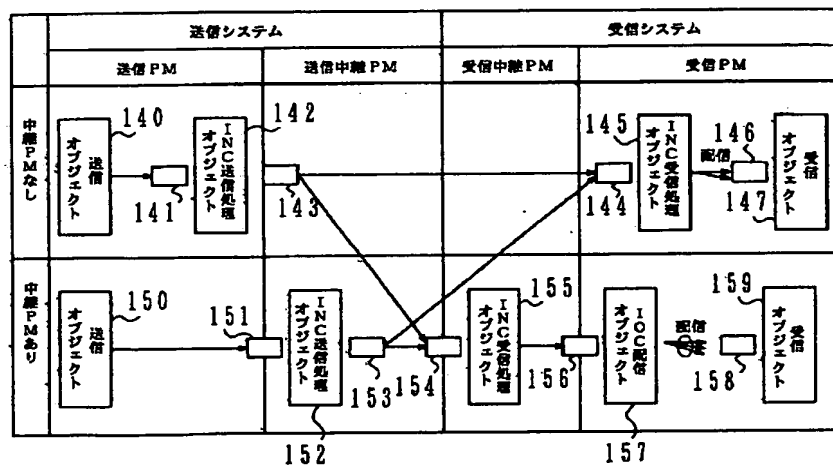 送信システム
受信システム
送信PM
送信中継PM
受信中継PM
受信PM
中継PMなし
140
送信オブジェクト
141
142
INC送信処理オブジェクト
143
144
145
INC受信処理オブジェクト
配信
146
147
受信オブジェクト
中継PMあり
150
送信オブジェクト
151
INC送信処理オブジェクト
152
153
154
155
INC受信処理オブジェクト
156
IOC配信オブジェクト
157
配信
158
159
受信オブジェクト